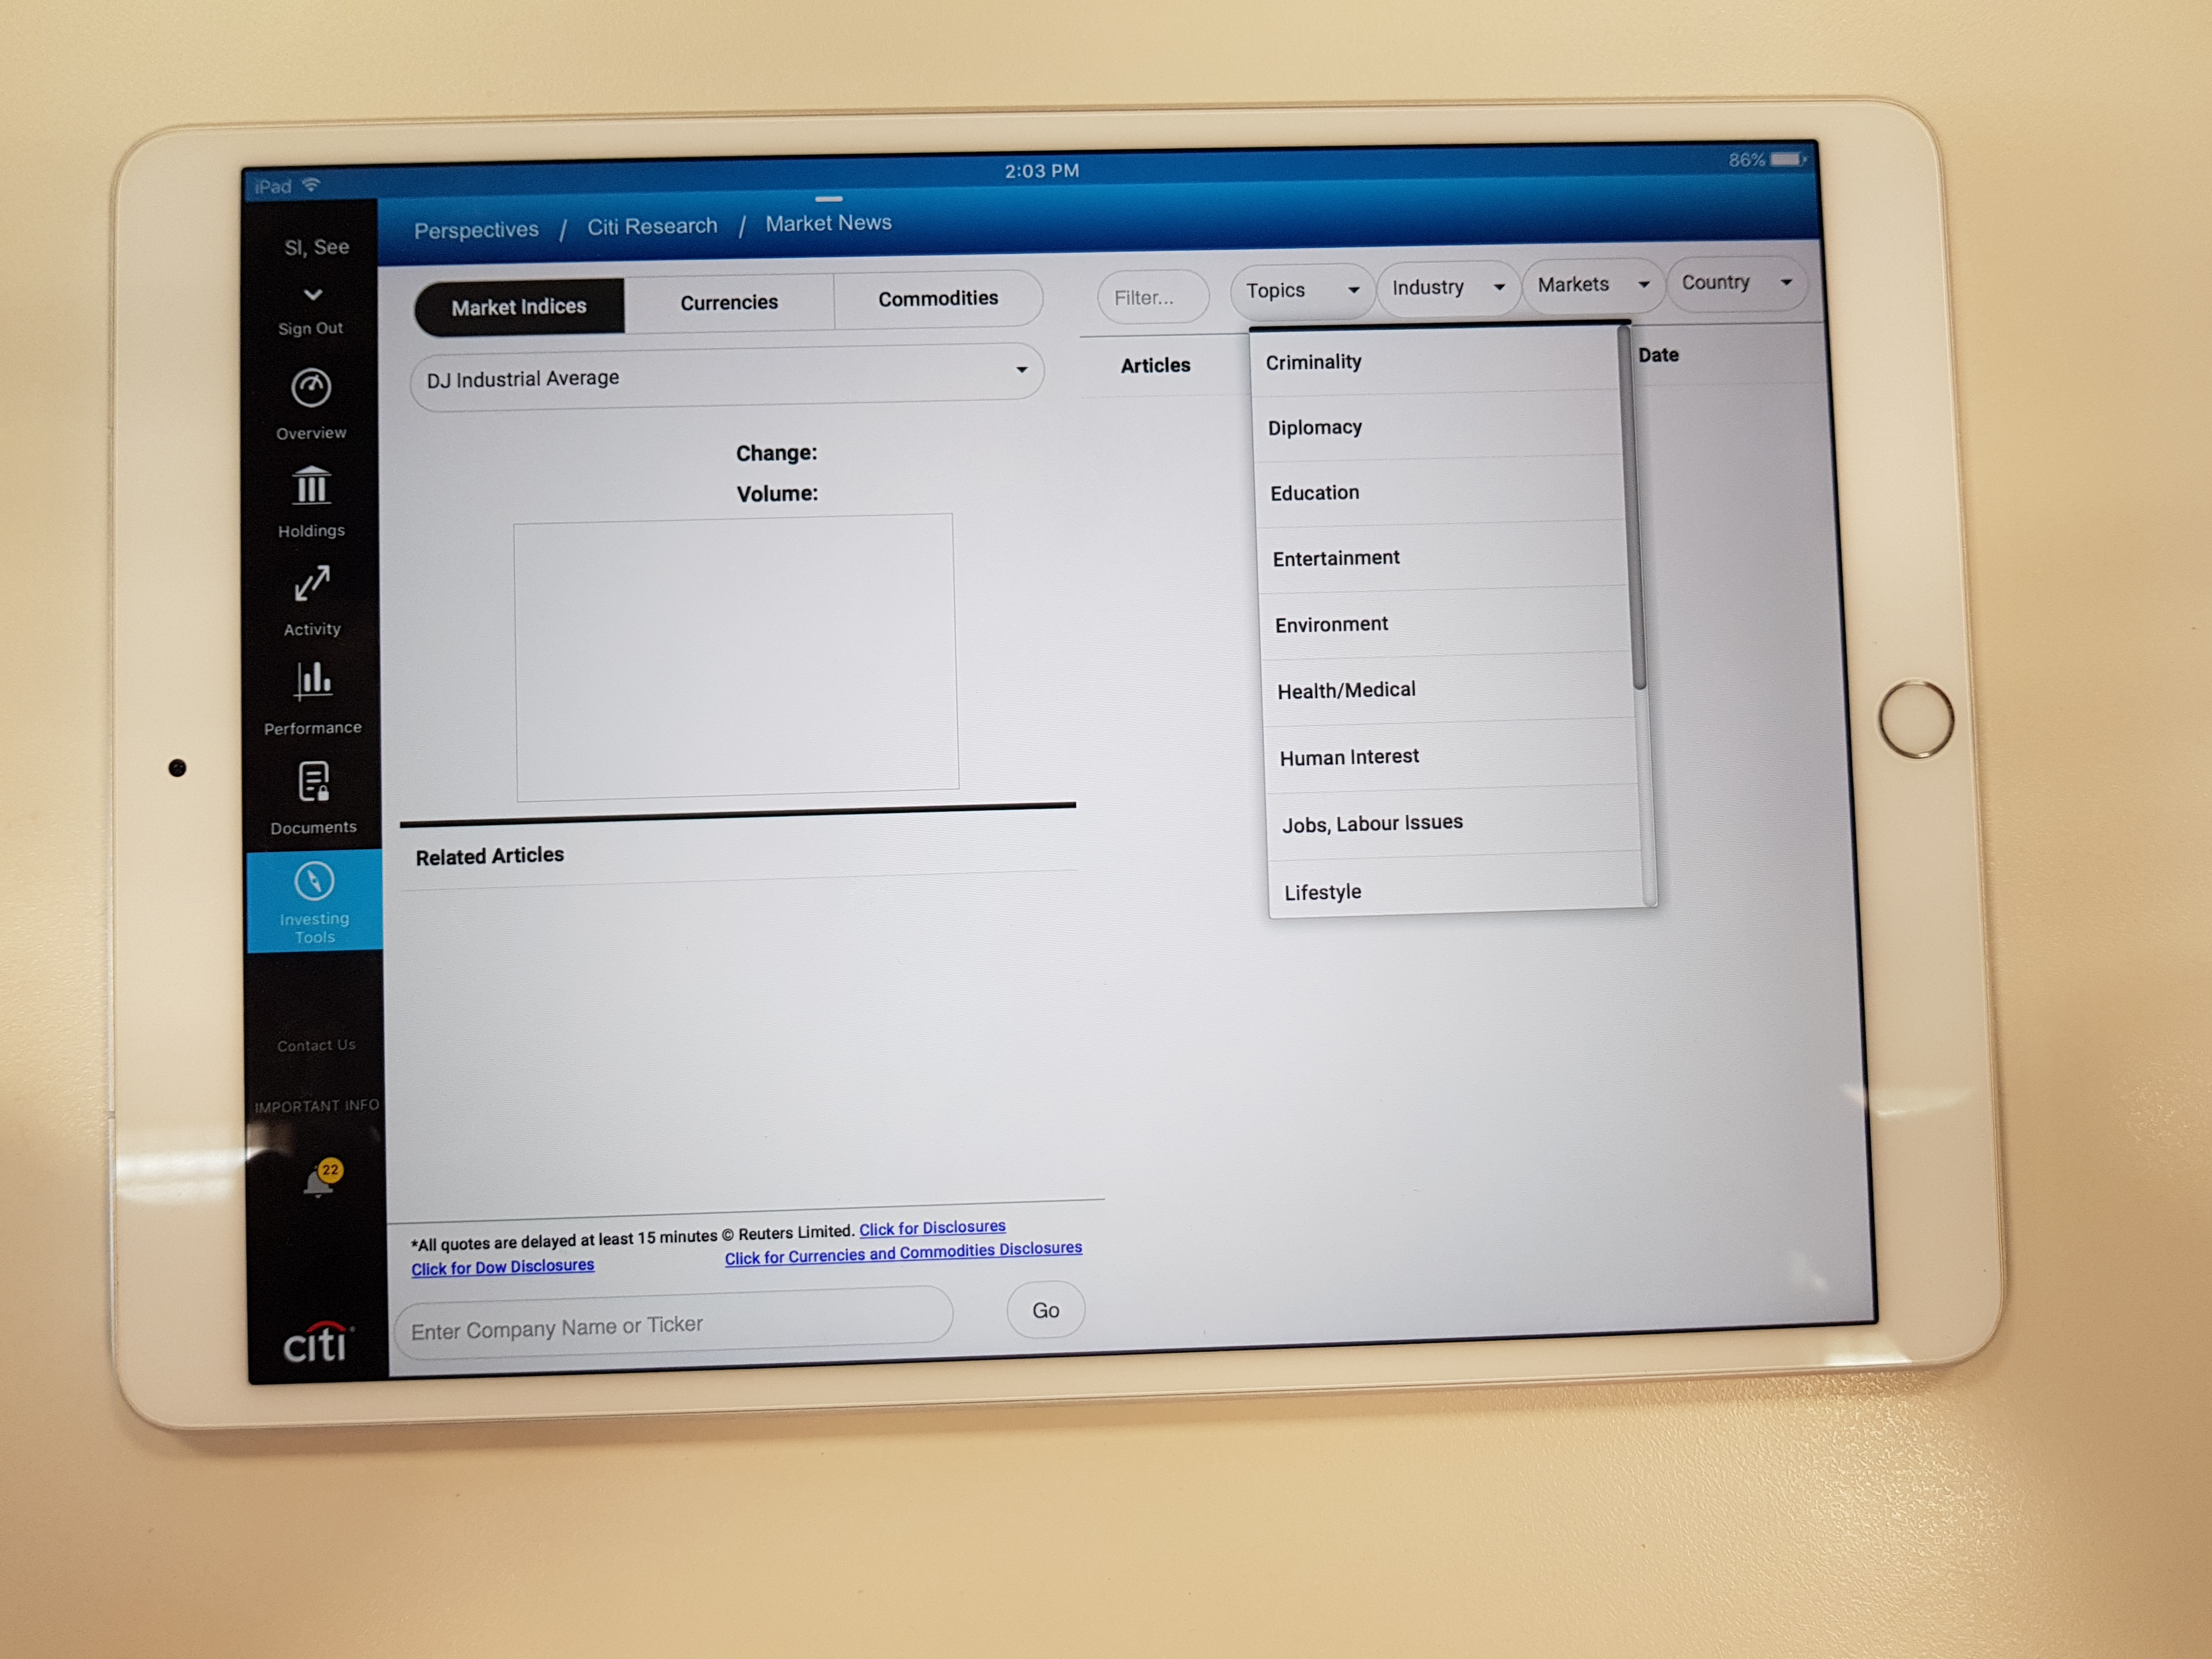 iPad 2:03 PM 86%
SI, See
Sign Out
Overview
Holdings
Activity
Performance
Documents
Investing
Tools
Contact Us
IMPORTANT INFO
22
citi
Perspectives / Citi Research / Market News
Market Indices Currencies Commodities
DJ Industrial Average
Change:
Volume:
Related Articles
*All quotes are delayed at least 15 minutes © Reuters Limited. Click for Disclosures
Click for Dow Disclosures Click for Currencies and Commodities Disclosures
Enter Company Name or Ticker Go
Filter... Topics Industry Markets Country
Articles Date
Criminality
Diplomacy
Education
Entertainment
Environment
Health/Medical
Human Interest
Jobs, Labour Issues
Lifestyle